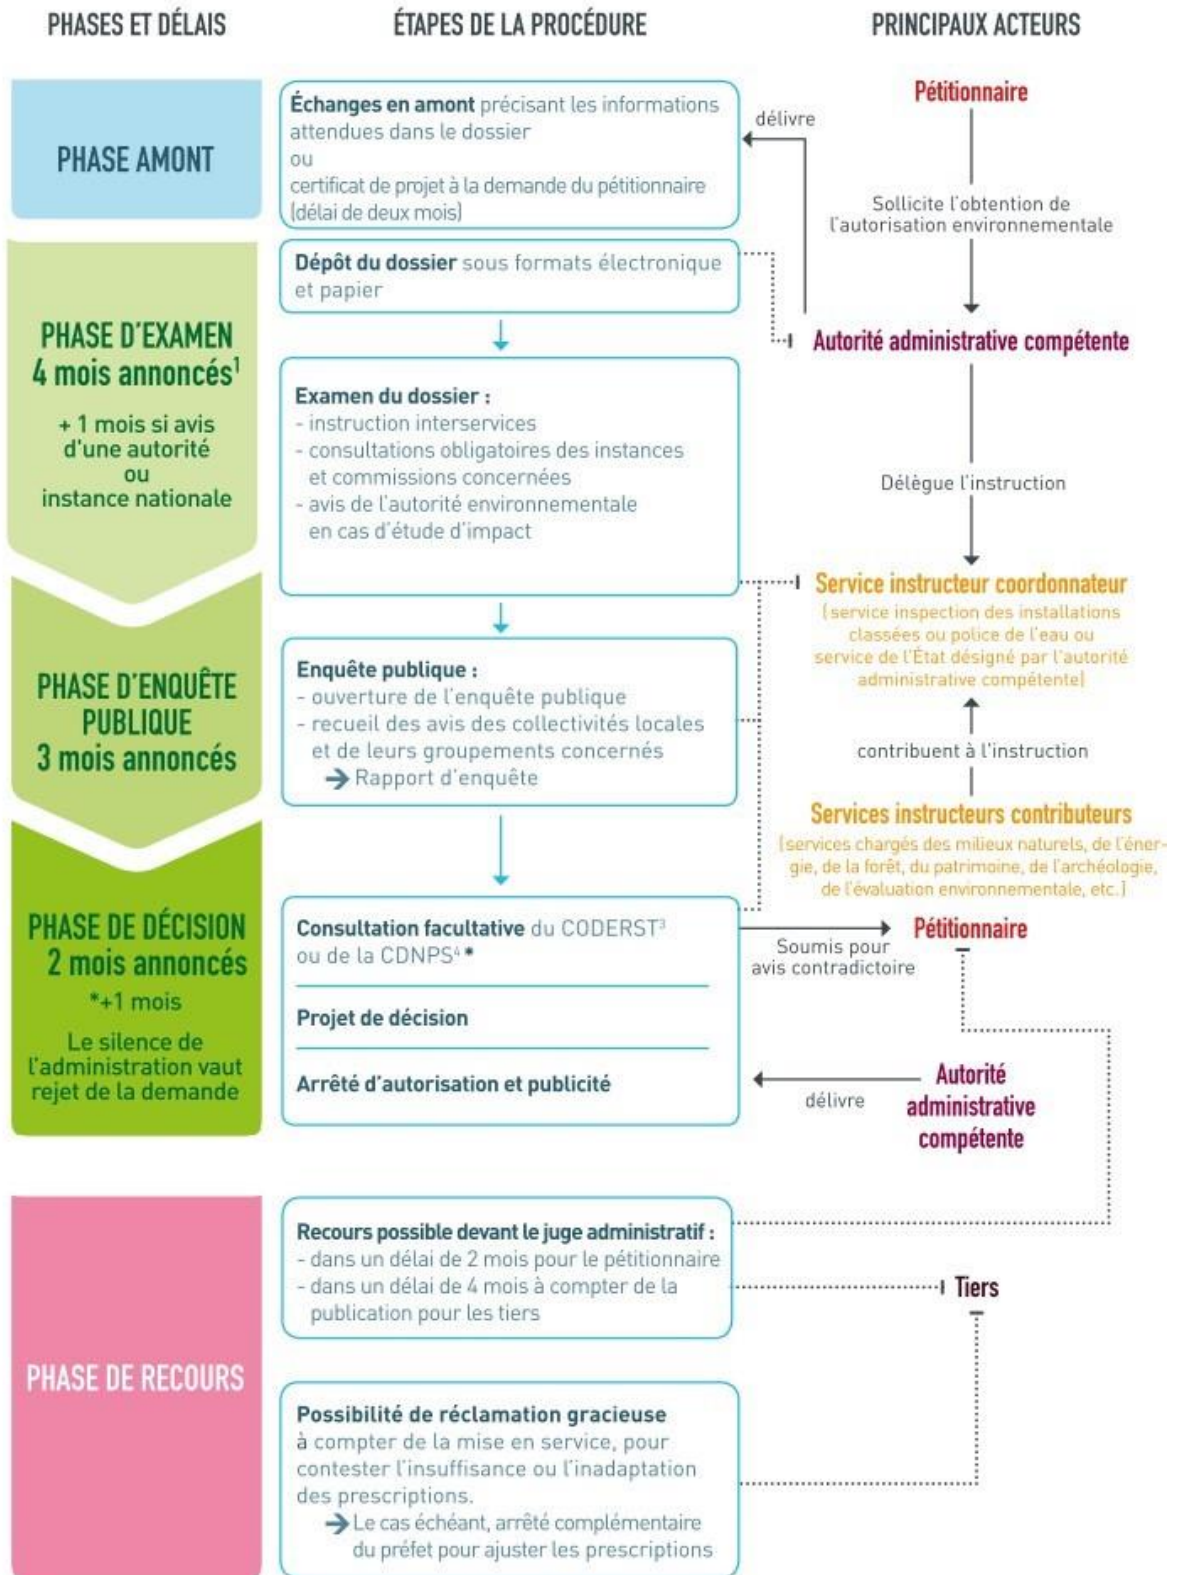 PHASES ET DÉLAIS
ÉTAPES DE LA PROCÉDURE
PRINCIPAUX ACTEURS
PHASE AMONT
Échanges en amont précisant les informations
attendues dans le dossier
ou
certificat de projet à la demande du pétitionnaire
(délai de deux mois)
délivre
Pétitionnaire
Sollicite l'obtention de
l'autorisation environnementale
PHASE D'EXAMEN
4 mois annoncés¹
+ 1 mois si avis
d'une autorité
ou
instance nationale
Dépôt du dossier sous formats électronique
et papier
Autorité administrative compétente
Examen du dossier :
- instruction interservices
- consultations obligatoires des instances
et commissions concernées
- avis de l'autorité environnementale
en cas d'étude d'impact
Délègue l'instruction
Service instructeur coordonnateur
(service inspection des installations
classées ou police de l'eau ou
service de l'État désigné par l'autorité
administrative compétente)
PHASE D'ENQUÊTE
PUBLIQUE
3 mois annoncés
Enquête publique :
- ouverture de l'enquête publique
- recueil des avis des collectivités locales
et de leurs groupements concernés
→ Rapport d'enquête
contribuent à l'instruction
Services instructeurs contributeurs
(services chargés des milieux naturels, de l'éner-
gie, de la forêt, du patrimoine, de l'archéologie,
de l'évaluation environnementale, etc.)
PHASE DE DÉCISION
2 mois annoncés
*+1 mois
Le silence de
l'administration vaut
rejet de la demande
Consultation facultative du CODERST³
ou de la CDNPS⁴ *
Projet de décision
Arrêté d'autorisation et publicité
Soumis pour
avis contradictoire
Pétitionnaire
délivre
Autorité
administrative
compétente
PHASE DE RECOURS
Recours possible devant le juge administratif :
- dans un délai de 2 mois pour le pétitionnaire
- dans un délai de 4 mois à compter de la
publication pour les tiers
Tiers
Possibilité de réclamation gracieuse
à compter de la mise en service, pour
contester l'insuffisance ou l'inadaptation
des prescriptions.
→ Le cas échéant, arrêté complémentaire
du préfet pour ajuster les prescriptions